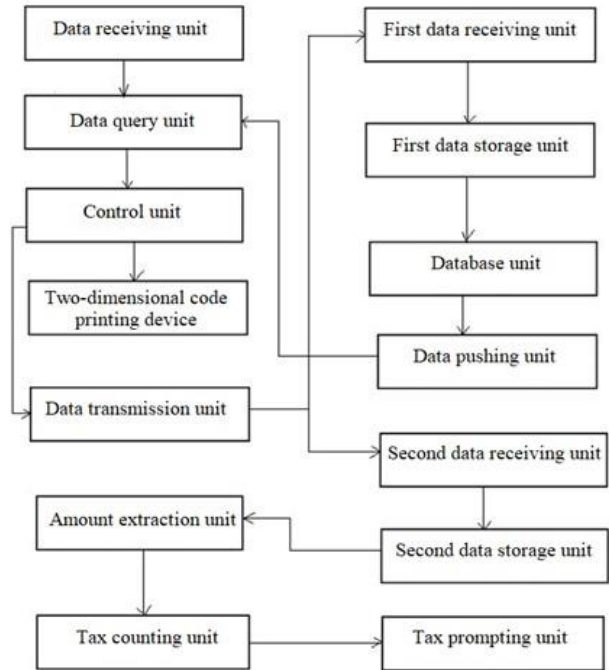 Data receiving unit
Data query unit
Control unit
Two-dimensional code
printing device
Data transmission unit
First data receiving unit
First data storage unit
Database unit
Data pushing unit
Second data receiving unit
Second data storage unit
Amount extraction unit
Tax counting unit
Tax prompting unit